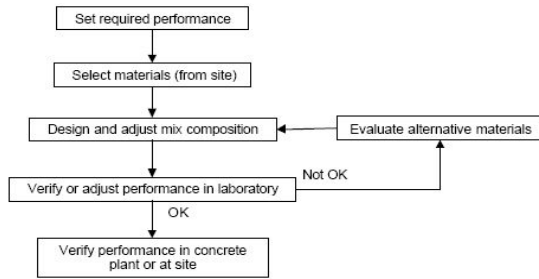 Set required performance
Select materials (from site)
Design and adjust mix composition
Evaluate alternative materials
Verify or adjust performance in laboratory
Not OK
OK
Verify performance in concrete
plant or at site